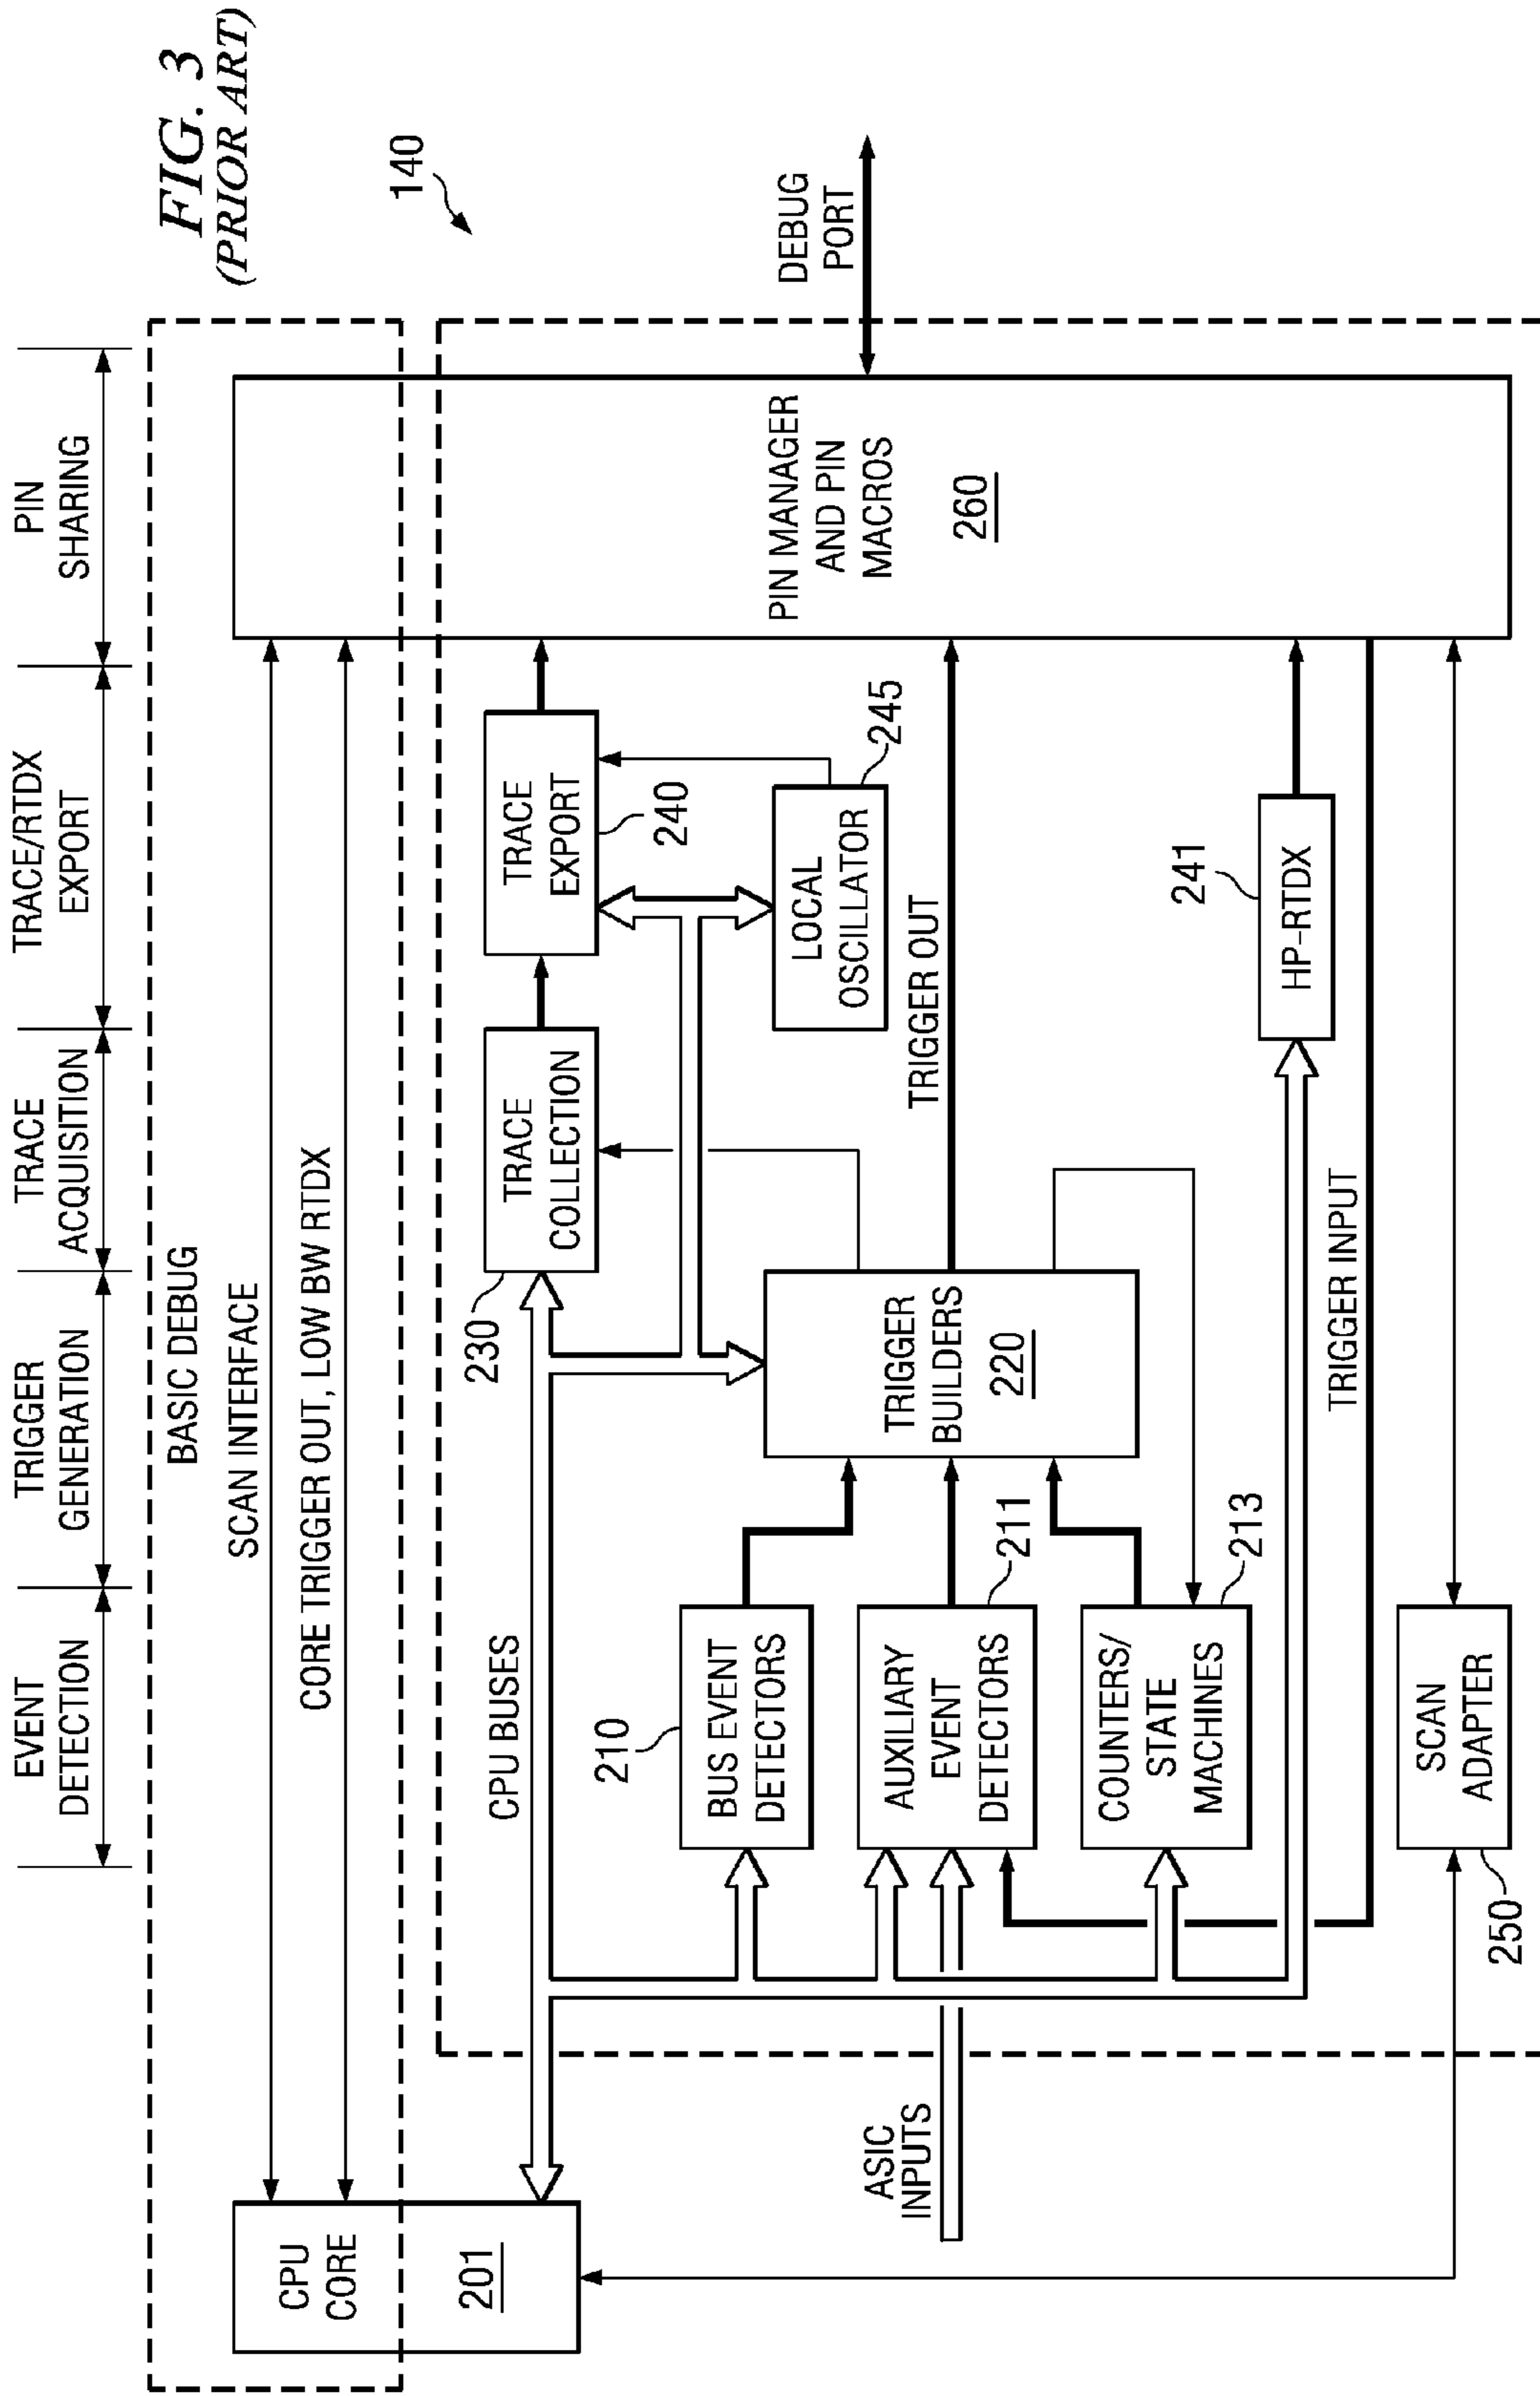 FIG. 3
(PRIOR ART)
140
EVENT
DETECTION
TRIGGER
GENERATION
TRACE
ACQUISITION
TRACE/RTDX
EXPORT
PIN
SHARING
BASIC DEBUG
SCAN INTERFACE
CORE TRIGGER OUT, LOW BW RTDX
CPU
CORE
201
CPU BUSES
230
TRACE
COLLECTION
TRACE
EXPORT
240
LOCAL
OSCILLATOR
245
210
BUS EVENT
DETECTORS
AUXILIARY
EVENT
DETECTORS
211
COUNTERS/
STATE
MACHINES
213
TRIGGER
BUILDERS
220
TRIGGER OUT
ASIC
INPUTS
241
HP-RTDX
TRIGGER INPUT
SCAN
ADAPTER
250
PIN MANAGER
AND PIN
MACROS
260
DEBUG
PORT